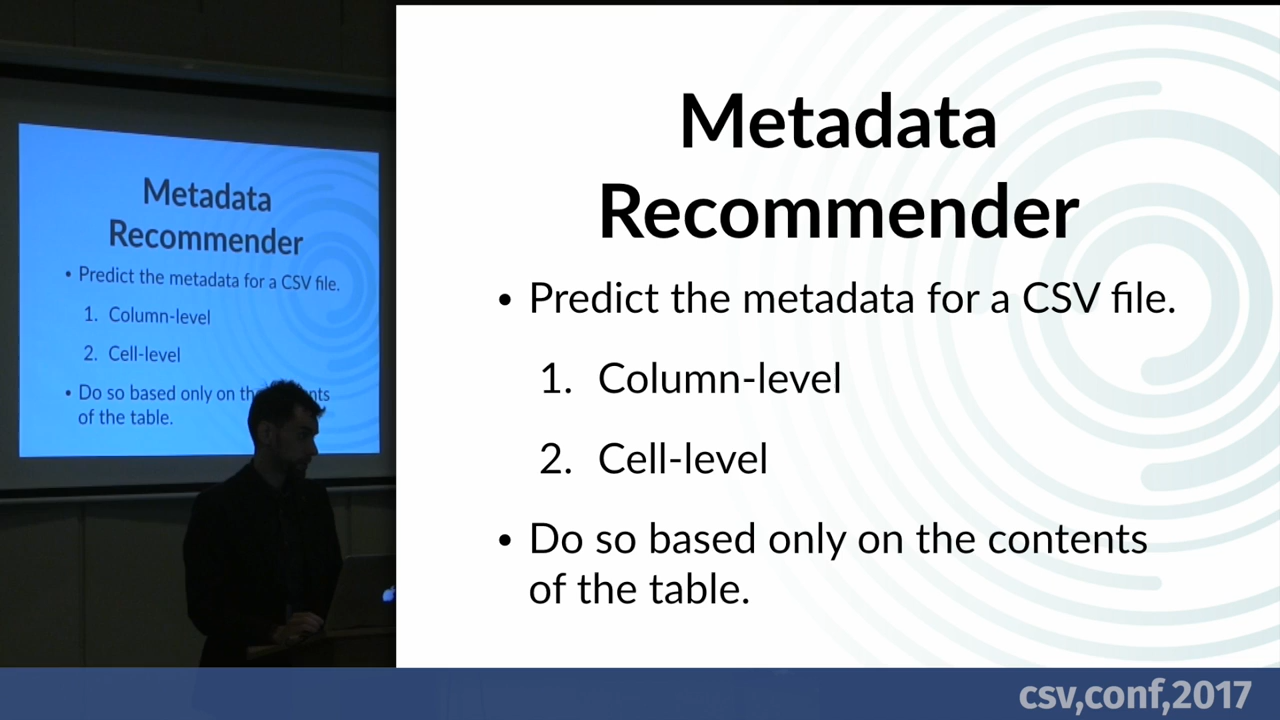 Metadata
Recommender
• Predict the metadata for a CSV file.
1. Column-level
2. Cell-level
• Do so based only on the
of the table.
Metadata
Recommender
• Predict the metadata for a CSV file.
1. Column-level
2. Cell-level
• Do so based only on the contents
of the table.
csv,conf,2017